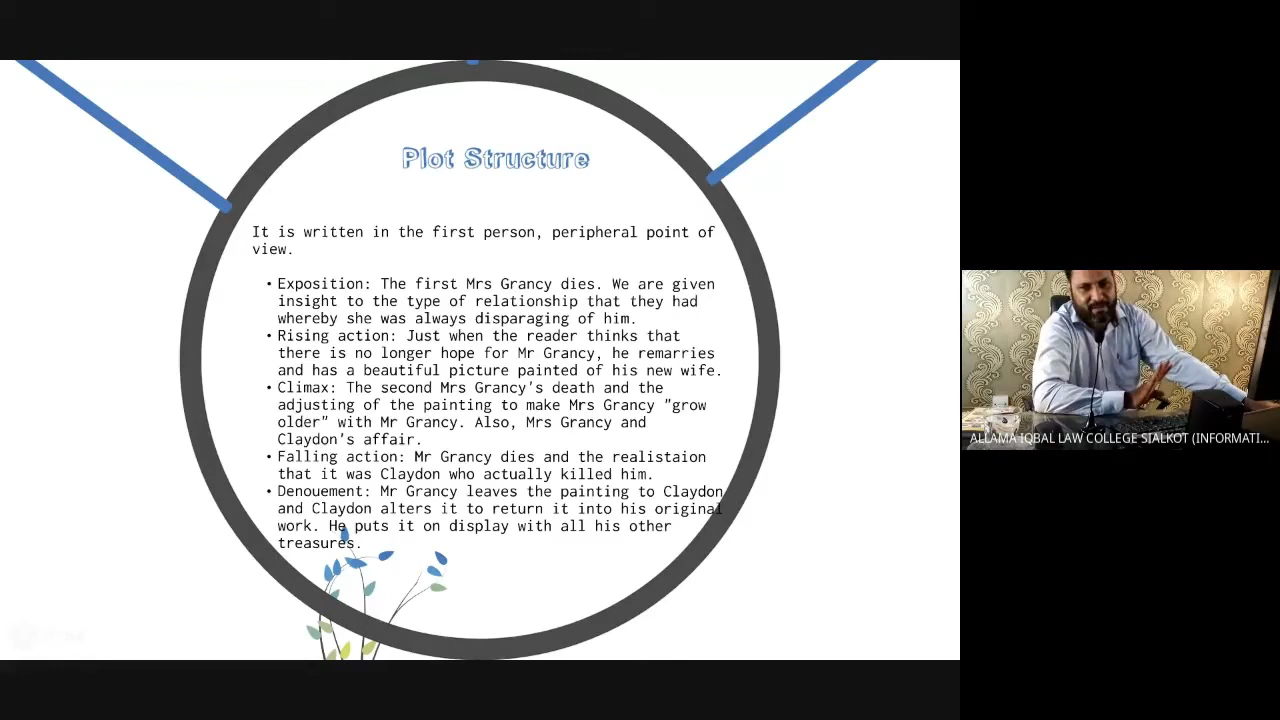 Plot Structure
It is written in the first person, peripheral point of
view.
• Exposition: The first Mrs Grancy dies. We are given
insight to the type of relationship that they had
whereby she was always disparaging of him.
• Rising action: Just when the reader thinks that
there is no longer hope for Mr Grancy, he remarries
and has a beautiful picture painted of his new wife.
• Climax: The second Mrs Grancy's death and the
adjusting of the painting to make Mrs Grancy "grow
older" with Mr Grancy. Also, Mrs Grancy and
Claydon's affair.
• Falling action: Mr Grancy dies and the realistaion
that it was Claydon who actually killed him.
• Denouement: Mr Grancy leaves the painting to Claydon
and Claydon alters it to return it into his original
work. He puts it on display with all his other
treasures.
ALLAMA IQBAL LAW COLLEGE SIALKOT (INFORMATI...